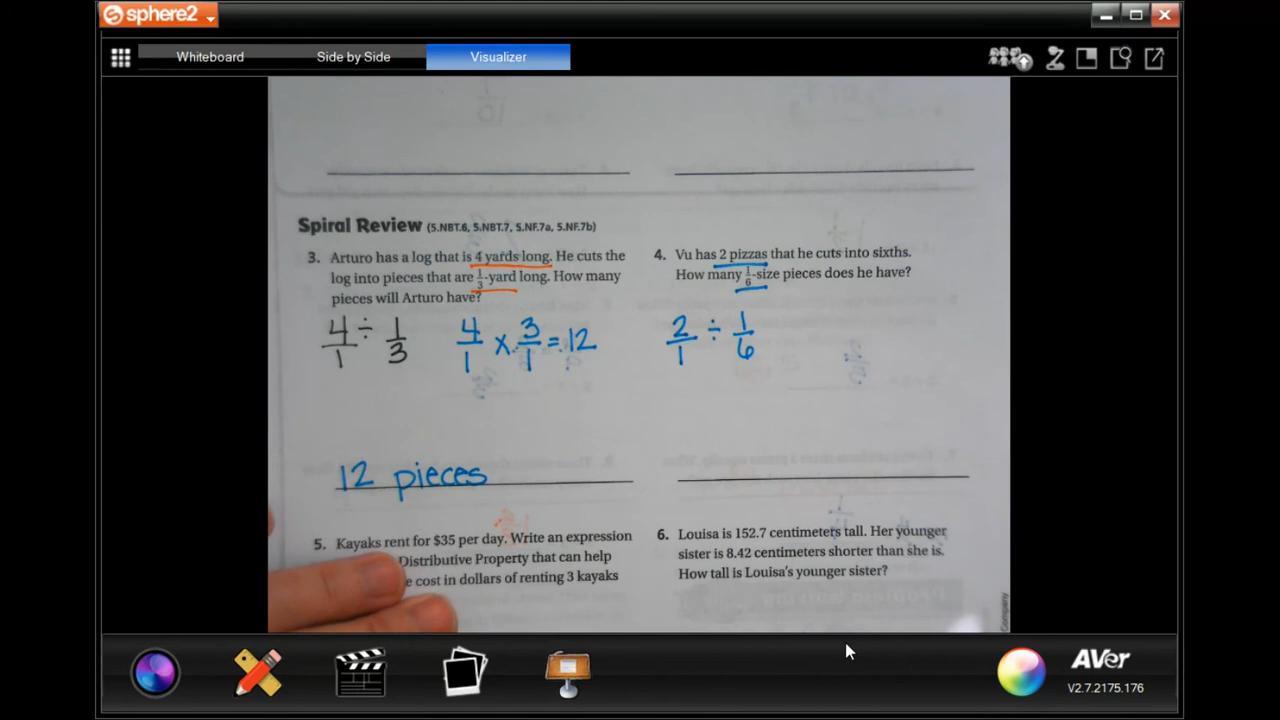 sphere2
Whiteboard Side by Side Visualizer
Spiral Review (5.NBT.6, 5.NBT.7, 5.NF.7a, 5.NF.7b)
3. Arturo has a log that is 4 yards long. He cuts the
log into pieces that are 1/3-yard long. How many
pieces will Arturo have?
4/1 ÷ 1/3 4/1 x 3/1 = 12
12 pieces
4. Vu has 2 pizzas that he cuts into sixths.
How many 1/6-size pieces does he have?
2/1 ÷ 1/6
5. Kayaks rent for $35 per day. Write an expression
Distributive Property that can help
e cost in dollars of renting 3 kayaks
6. Louisa is 152.7 centimeters tall. Her younger
sister is 8.42 centimeters shorter than she is.
How tall is Louisa's younger sister?
Company
AVer
V2.7.2175.176